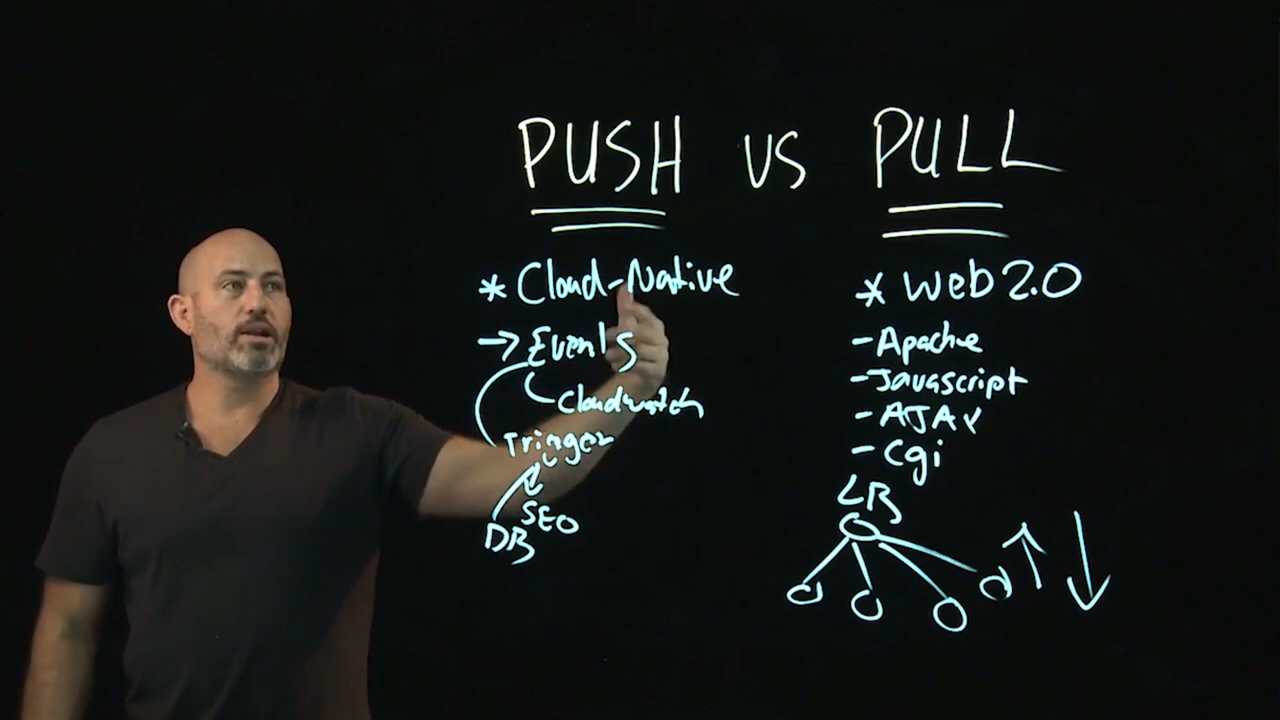 PUSH vs PULL
* Cloud-Native
→ Events
Cloudwatch
Trigger
SEO
DB
* Web 2.0
- Apache
- Javascript
- AJAX
- Cgi
LB